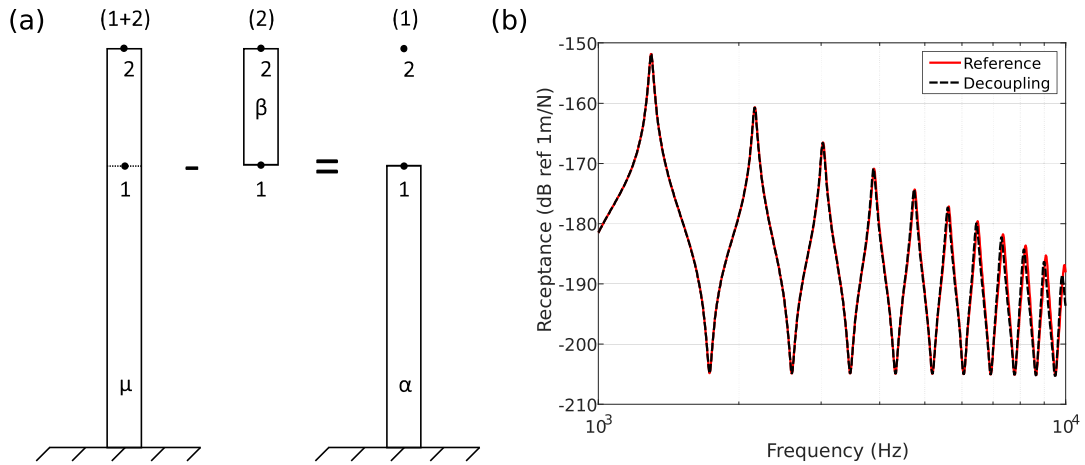 (a)
(1+2) (2) (1)
2 2 2
β
- =
1 1 1
μ α
(b)
-150
-160
-170
-180
-190
-200
-210
Receptance (dB ref 1m/N)
Reference
Decoupling
10³ 10⁴
Frequency (Hz)